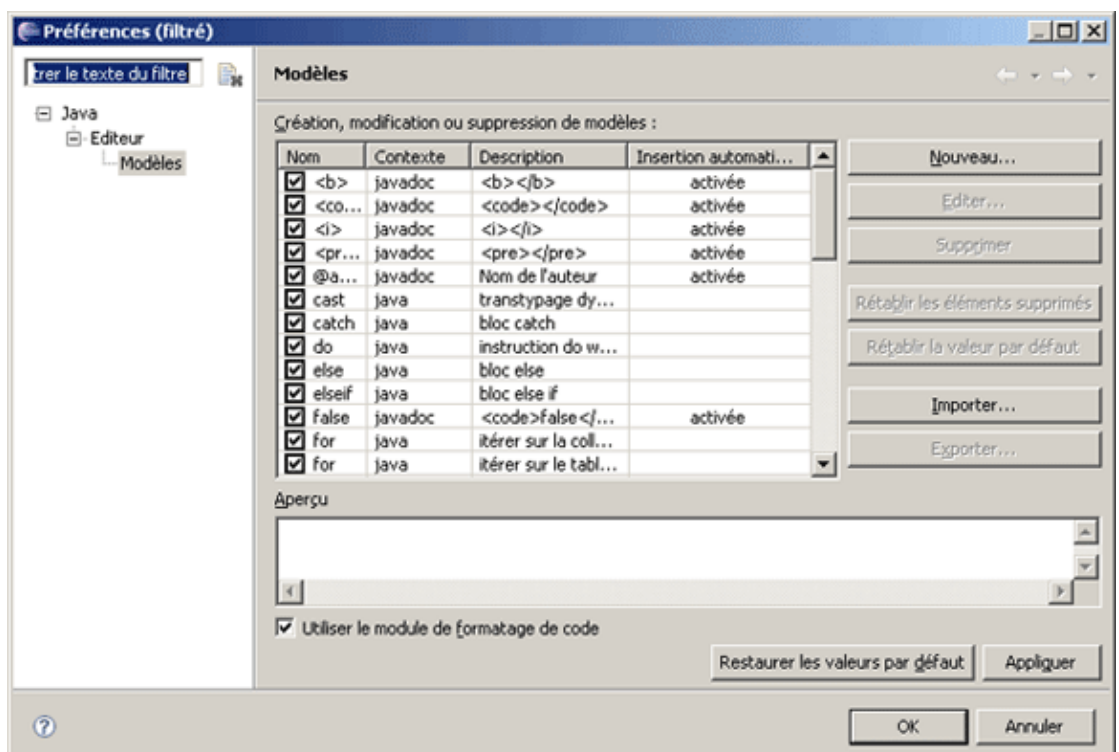 Préférences (filtré)
trer le texte du filtre
Java
Editeur
Modèles
Modèles
Création, modification ou suppression de modèles :
Nom Contexte Description Insertion automati...
<b> javadoc <b></b> activée
<co... javadoc <code></code> activée
<i> javadoc <i></i> activée
<pr... javadoc <pre></pre> activée
@a... javadoc Nom de l'auteur activée
cast java transtypage dy...
catch java bloc catch
do java instruction do w...
else java bloc else
elseif java bloc else if
false javadoc <code>false</... activée
for java itérer sur la coll...
for java itérer sur le tabl...
Nouveau...
Editer...
Supprimer
Rétablir les éléments supprimés
Rétablir la valeur par défaut
Importer...
Exporter...
Aperçu
Utiliser le module de formatage de code
Restaurer les valeurs par défaut
Appliquer
OK
Annuler